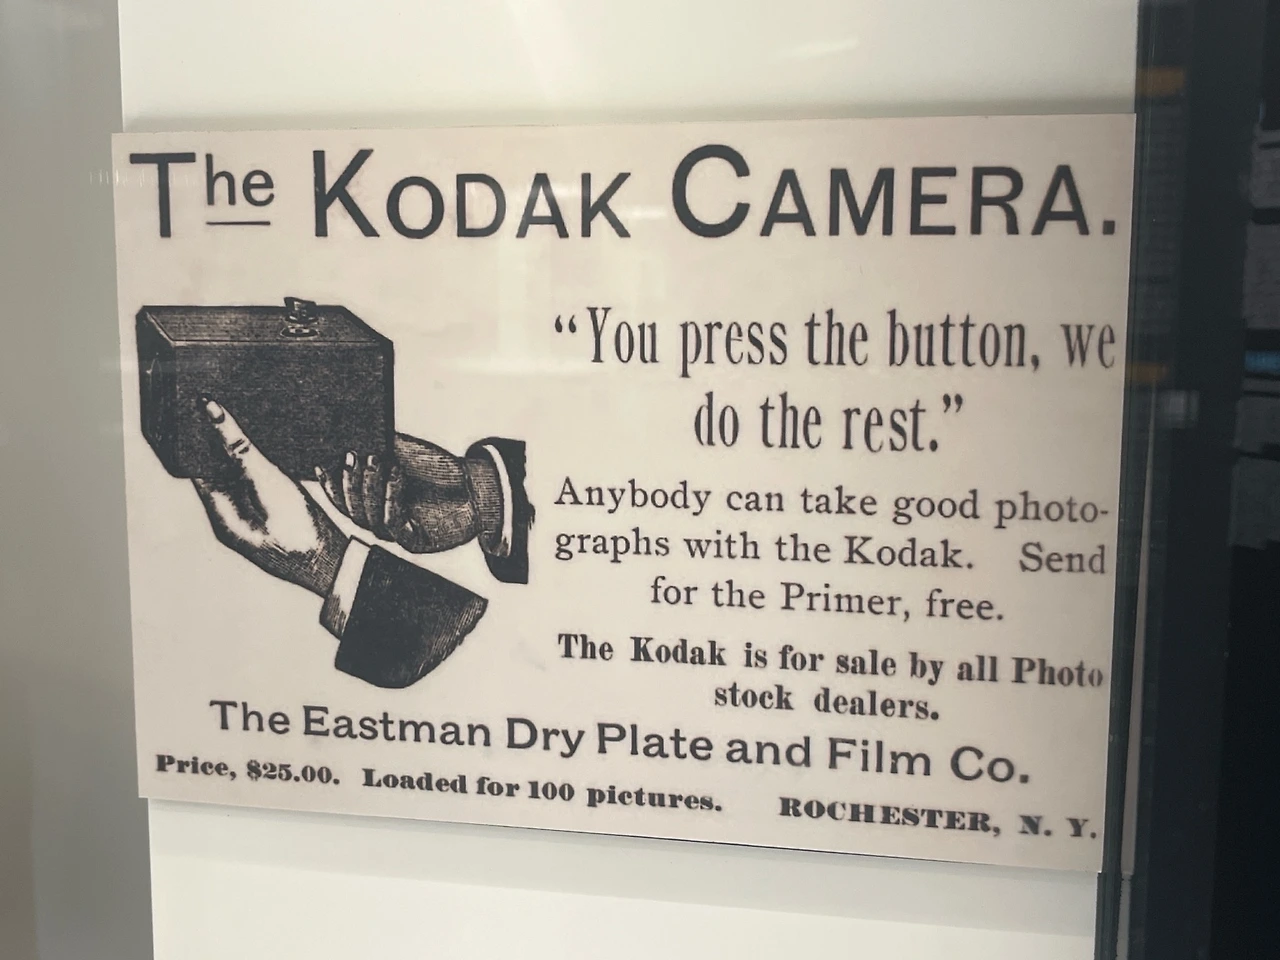 The KODAK CAMERA.
“You press the button, we
do the rest.”
Anybody can take good photo-
graphs with the Kodak. Send
for the Primer, free.
The Kodak is for sale by all Photo
stock dealers.
The Eastman Dry Plate and Film Co.
Price, $25.00. Loaded for 100 pictures. ROCHESTER, N. Y.